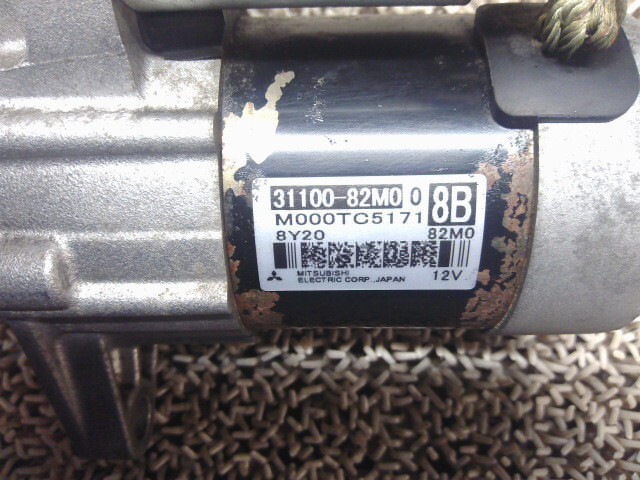 31100-82M0 0 8B
M000TC5171
8Y20 82M0
MITSUBISHI
ELECTRIC CORP. JAPAN 12V